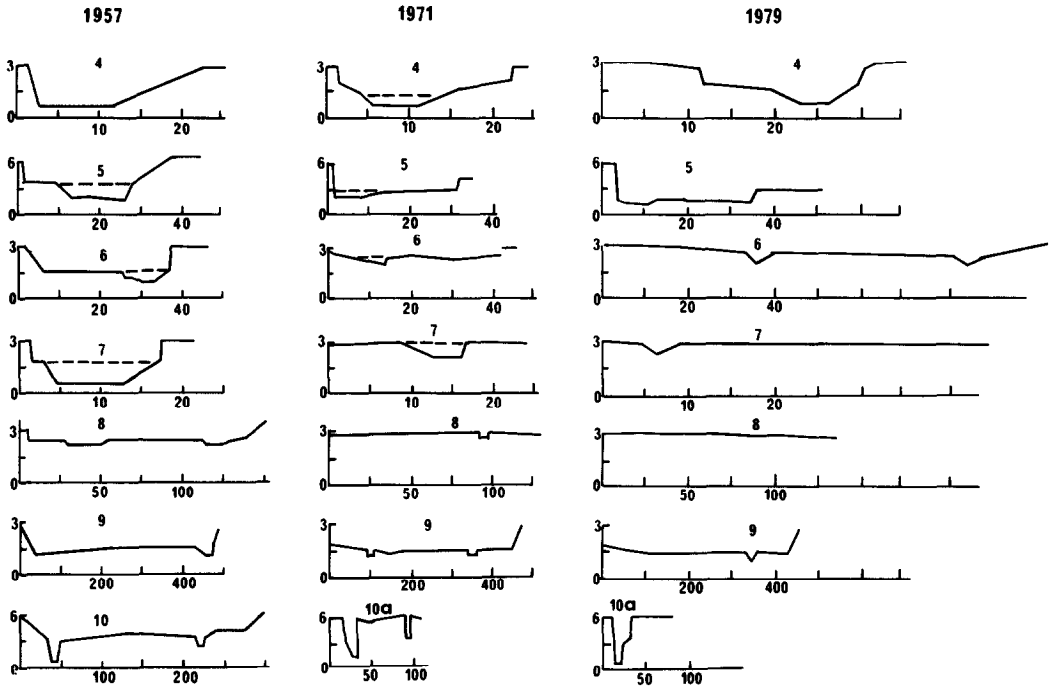 1957 1971 1979
3 4 3 4 3 4
0 10 20 0 10 20 0 10 20
6 5 6 5 6 5
0 20 40 0 20 40 0 20 40
3 6 3 6 3 6
0 20 40 0 20 40 0 20 40
3 7 3 7 3 7
0 10 20 0 10 20 0 10 20
3 8 3 8 3 8
0 50 100 0 50 100 0 50 100
3 9 3 9 3 9
0 200 400 0 200 400 0 200 400
6 10 6 10a 6 10a
0 100 200 0 50 100 0 50 100